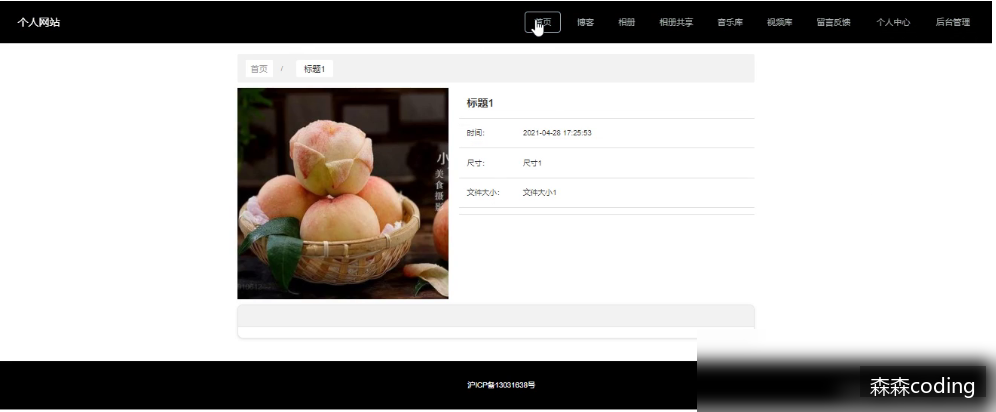 个人网站 首页 博客 相册 相册共享 音乐库 视频库 留言反馈 个人中心 后台管理
首页 / 标题1
标题1
时间: 2021-04-28 17:25:53
尺寸: 尺寸1
文件大小: 文件大小1
小
美食摄影
沪ICP备13031638号
森森coding